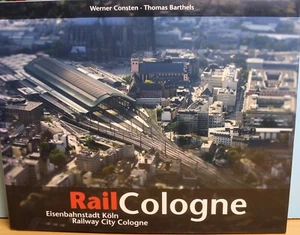 Werner Consten · Thomas Barthels
RailCologne
Eisenbahnstadt Köln
Railway City Cologne